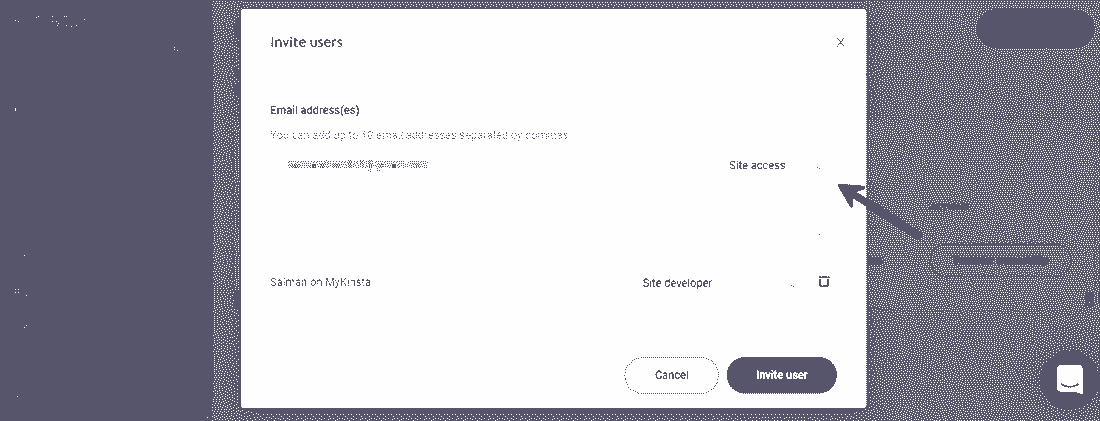 Invite users
Email address(es)
You can add up to 10 email addresses separated by commas
Site access
Salman on MyKinsta
Site developer
Cancel
Invite user